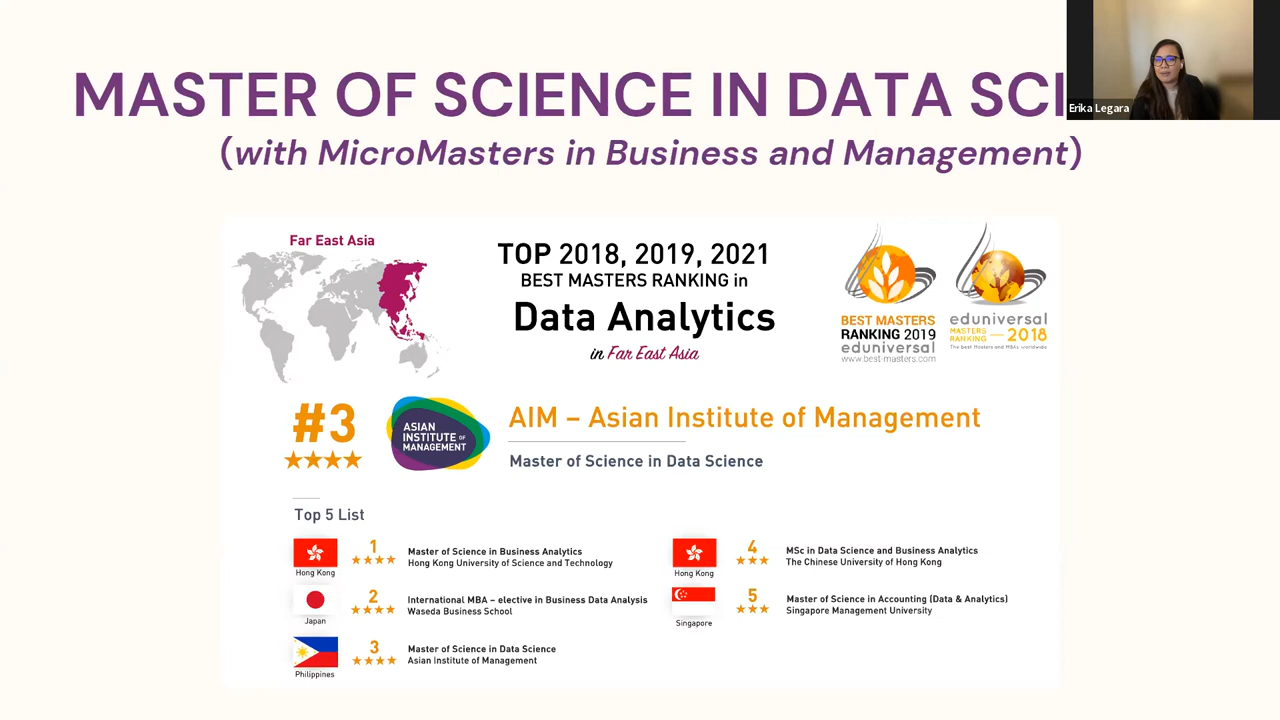 MASTER OF SCIENCE IN DATA SCI
(with MicroMasters in Business and Management)
Erika Legara
Far East Asia
TOP 2018, 2019, 2021
BEST MASTERS RANKING in
Data Analytics
in Far East Asia
BEST MASTERS
RANKING 2019
eduniversal
www.best-masters.com
eduniversal
MASTERS
RANKING — 2018
The best Masters and MBAs worldwide
#3
ASIAN
INSTITUTE OF
MANAGEMENT
AIM – Asian Institute of Management
Master of Science in Data Science
Top 5 List
Hong Kong
1
Master of Science in Business Analytics
Hong Kong University of Science and Technology
Japan
2
International MBA – elective in Business Data Analysis
Waseda Business School
Philippines
3
Master of Science in Data Science
Asian Institute of Management
Hong Kong
4
MSc in Data Science and Business Analytics
The Chinese University of Hong Kong
Singapore
5
Master of Science in Accounting (Data & Analytics)
Singapore Management University